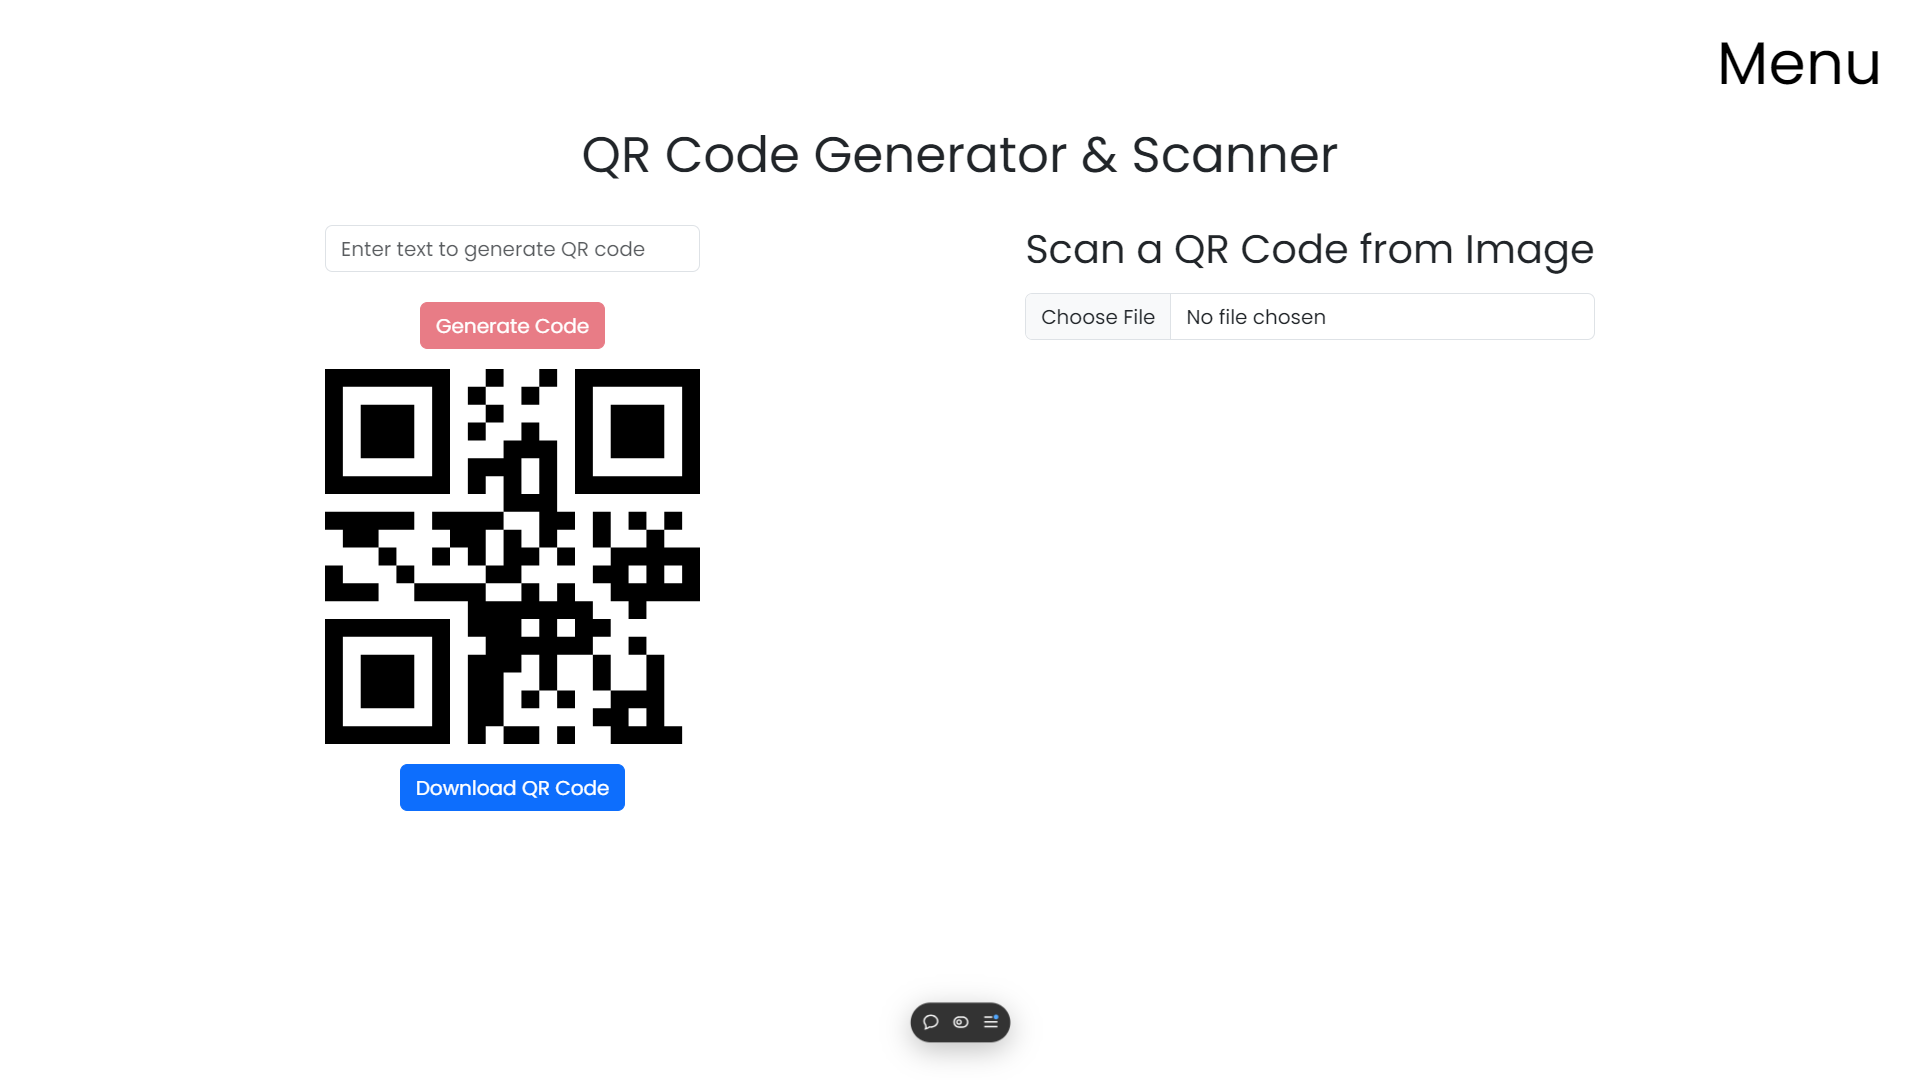 Menu
QR Code Generator & Scanner
Enter text to generate QR code
Generate Code
Download QR Code
Scan a QR Code from Image
Choose File No file chosen